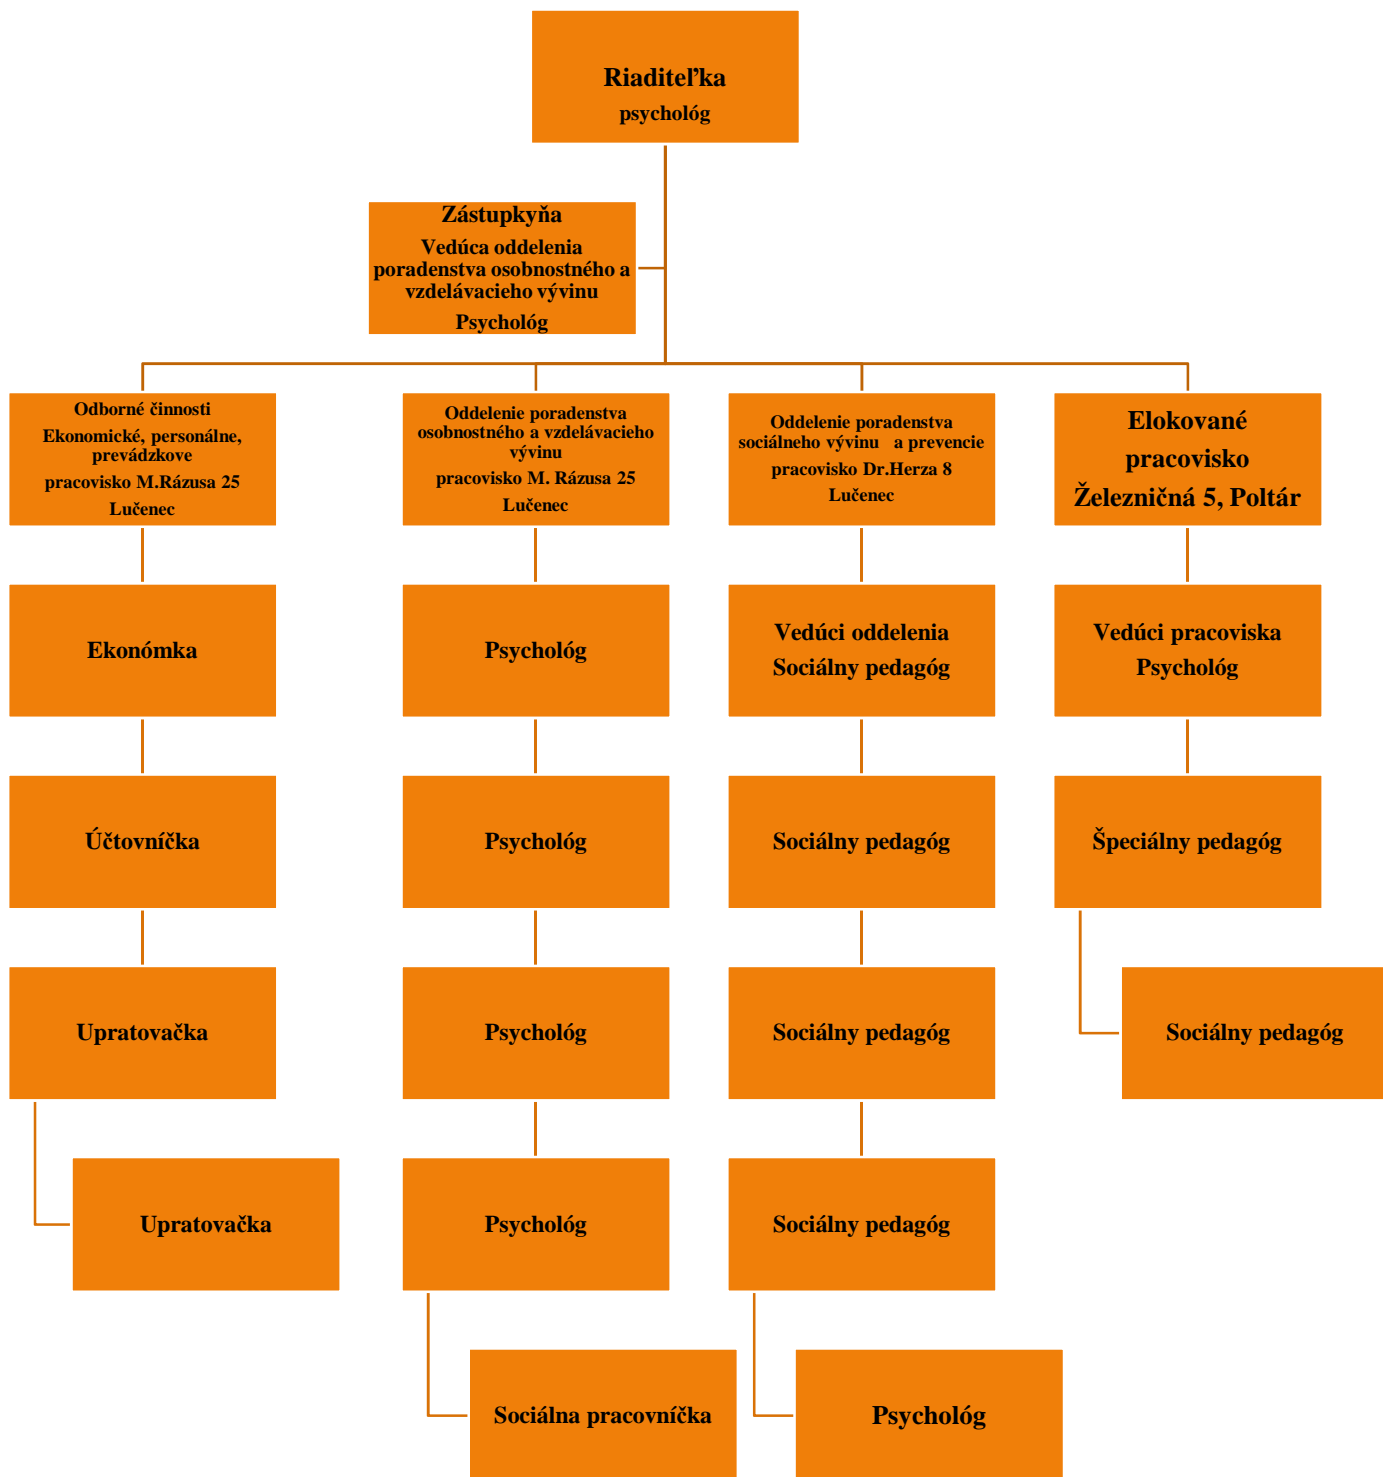 Riaditeľka
psychológ
Zástupkyňa
Vedúca oddelenia
poradenstva osobnostného a
vzdelávacieho vývinu
Psychológ
Odborné činnosti
Ekonomické, personálne,
prevádzkove
pracovisko M.Rázusa 25
Lučenec
Oddelenie poradenstva
osobnostného a vzdelávacieho
vývinu
pracovisko M. Rázusa 25
Lučenec
Oddelenie poradenstva
sociálneho vývinu a prevencie
pracovisko Dr.Herza 8
Lučenec
Elokované
pracovisko
Železničná 5, Poltár
Ekonómka
Psychológ
Vedúci oddelenia
Sociálny pedagóg
Vedúci pracoviska
Psychológ
Účtovníčka
Psychológ
Sociálny pedagóg
Špeciálny pedagóg
Upratovačka
Psychológ
Sociálny pedagóg
Sociálny pedagóg
Upratovačka
Psychológ
Sociálny pedagóg
Sociálna pracovníčka
Psychológ